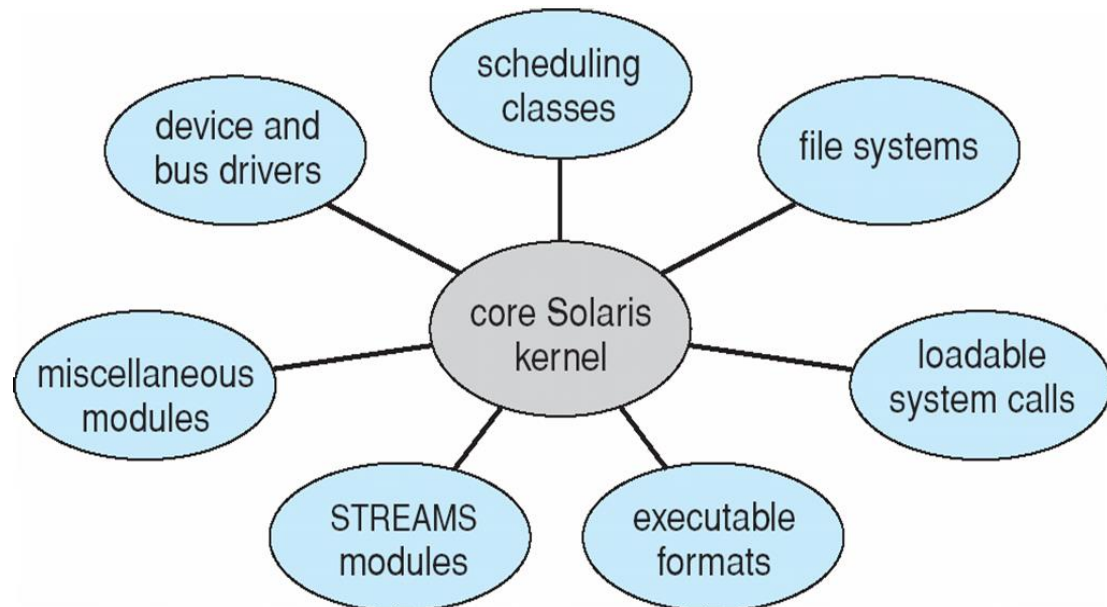 scheduling
classes
device and
bus drivers
file systems
core Solaris
kernel
miscellaneous
modules
loadable
system calls
STREAMS
modules
executable
formats